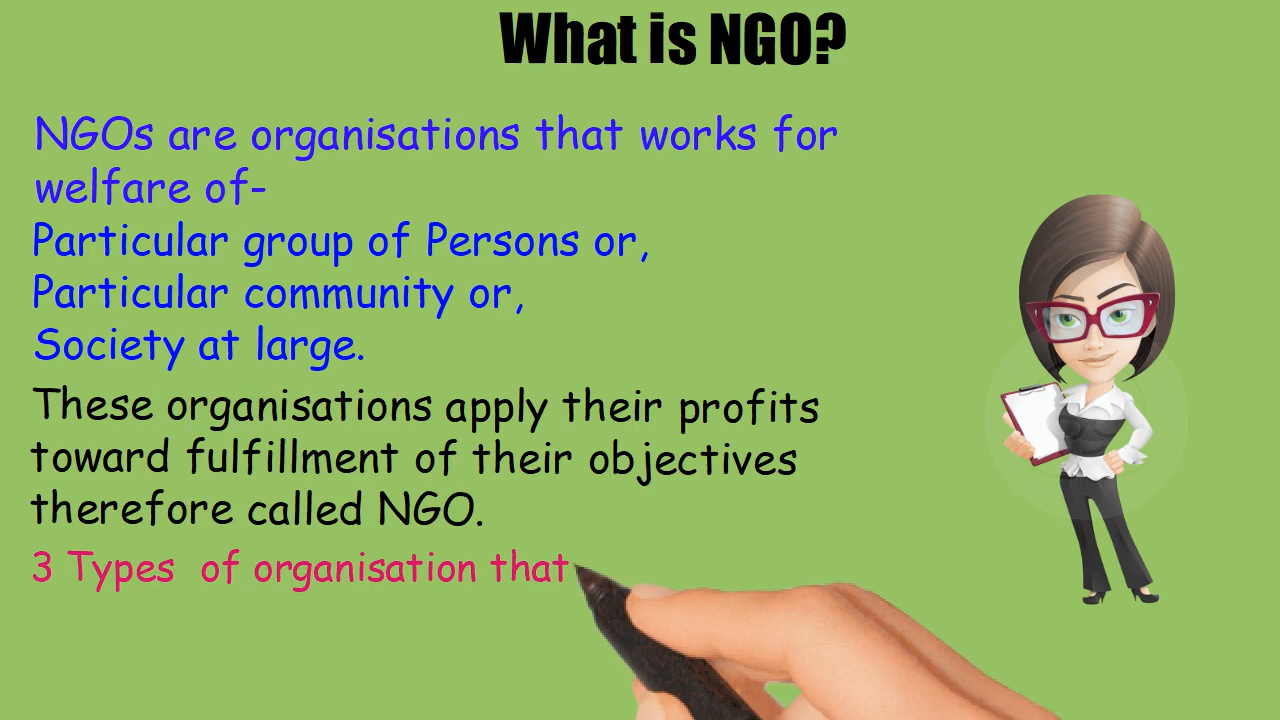 What is NGO?
NGOs are organisations that works for
welfare of-
Particular group of Persons or,
Particular community or,
Society at large.
These organisations apply their profits
toward fulfillment of their objectives
therefore called NGO.
3 Types of organisation that